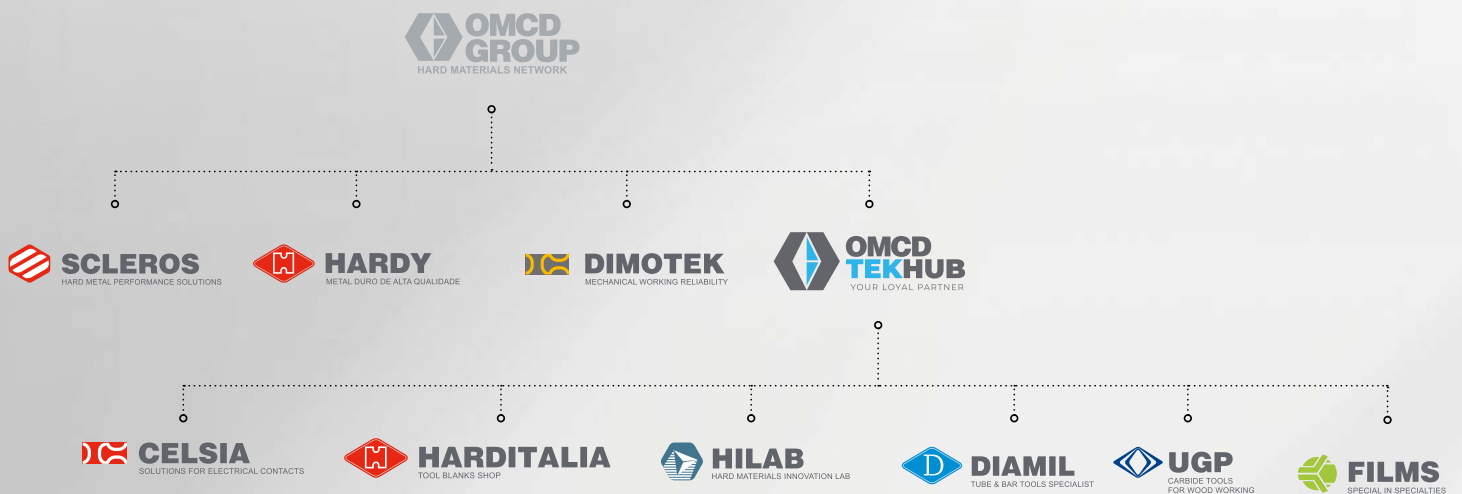 OMCD
GROUP
HARD MATERIALS NETWORK
SCLEROS
HARD METAL PERFORMANCE SOLUTIONS
HARDY
METAL DURO DE ALTA QUALIDADE
DIMOTEK
MECHANICAL WORKING RELIABILITY
OMCD
TEKHUB
YOUR LOYAL PARTNER
CELSIA
SOLUTIONS FOR ELECTRICAL CONTACTS
HARDITALIA
TOOL BLANKS SHOP
HILAB
HARD MATERIALS INNOVATION LAB
D
DIAMIL
TUBE & BAR TOOLS SPECIALIST
UGP
CARBIDE TOOLS
FOR WOOD WORKING
FILMS
SPECIAL IN SPECIALTIES